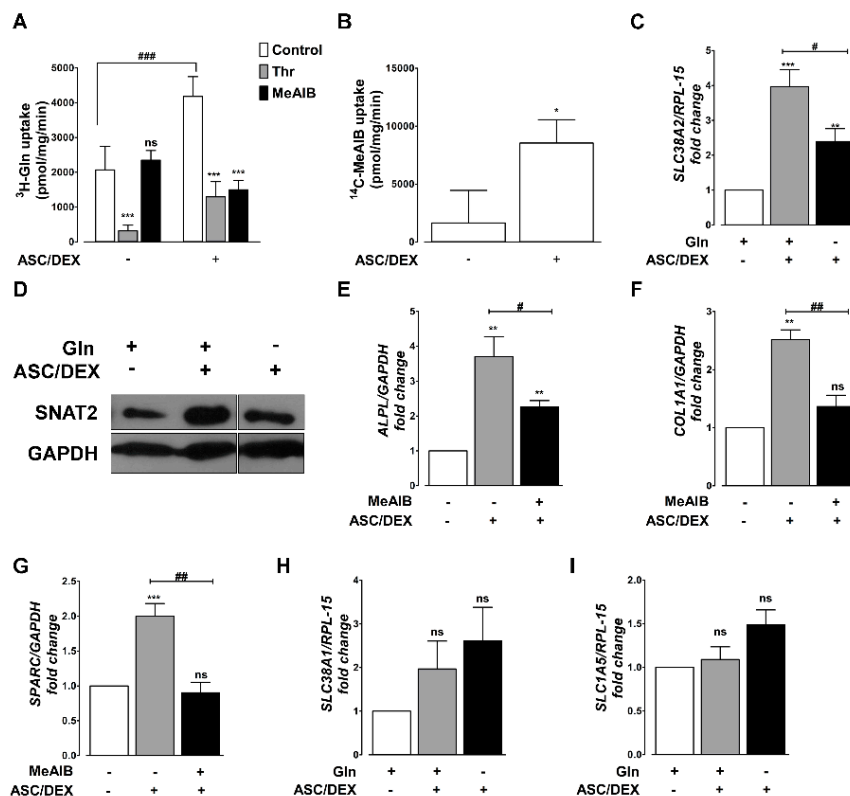 A
###
Control
Thr
MeAIB
³H-Gln uptake
(pmol/mg/min)
5000
4000
3000
2000
1000
0
***
ns
***
***
ASC/DEX - +
B
¹⁴C-MeAIB uptake
(pmol/mg/min)
15000
10000
5000
0
*
ASC/DEX - +
C
SLC38A2/RPL-15
fold change
5
4
3
2
1
0
#
***
**
Gln + + -
ASC/DEX - + +
D
Gln + + -
ASC/DEX - + +
SNAT2
GAPDH
E
ALPL/GAPDH
fold change
5
4
3
2
1
0
#
**
**
MeAIB - - +
ASC/DEX - + +
F
COL1A1/GAPDH
fold change
3
2
1
0
##
**
ns
MeAIB - - +
ASC/DEX - + +
G
SPARC/GAPDH
fold change
2.5
2.0
1.5
1.0
0.5
0.0
##
***
ns
MeAIB - - +
ASC/DEX - + +
H
SLC38A1/RPL-15
fold change
4
3
2
1
0
ns
ns
Gln + + -
ASC/DEX - + +
I
SLC1A5/RPL-15
fold change
2.0
1.5
1.0
0.5
0.0
ns
ns
Gln + + -
ASC/DEX - + +